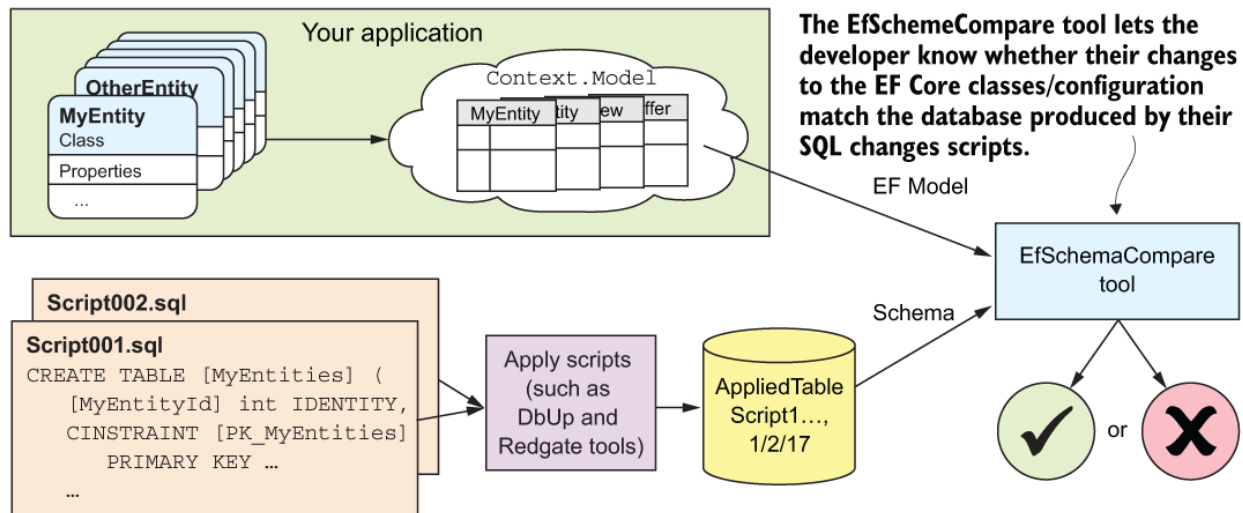 Your application
The EfSchemeCompare tool lets the
developer know whether their changes
to the EF Core classes/configuration
match the database produced by their
SQL changes scripts.
OtherEntity
MyEntity
Class
Properties
...
Context.Model
MyEntity
tity
ew
ffer
EF Model
EfSchemaCompare
tool
Schema
Script002.sql
Script001.sql
CREATE TABLE [MyEntities] (
[MyEntityId] int IDENTITY,
CINSTRAINT [PK_MyEntities]
PRIMARY KEY …
…
Apply scripts
(such as
DbUp and
Redgate tools)
AppliedTable
Script1…,
1/2/17
or